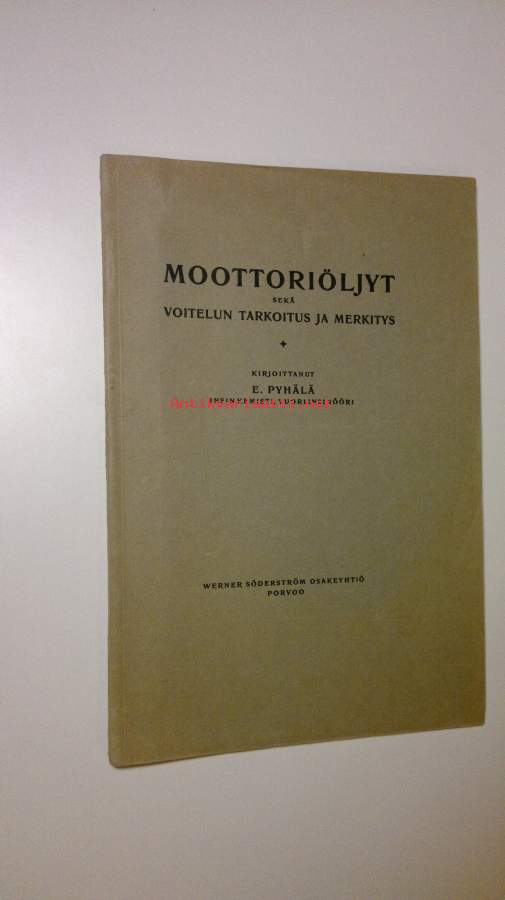 MOOTTORIÖLJYT
SEKÄ
VOITELUN TARKOITUS JA MERKITYS
KIRJOITTANUT
E. PYHÄLÄ
WERNER SÖDERSTRÖM OSAKEYHTIÖ
PORVOO